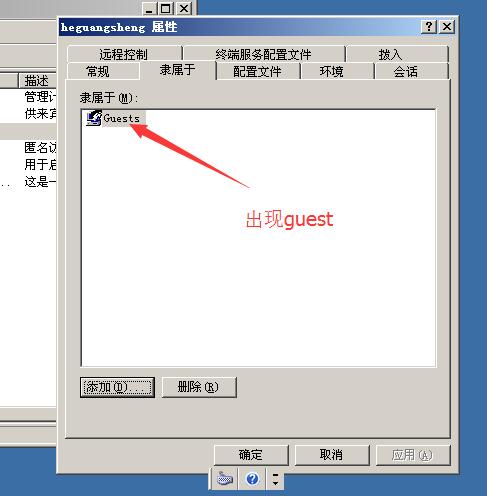 heguangsheng 属性
远程控制 终端服务配置文件 拨入
常规 隶属于 配置文件 环境 会话
隶属于(M):
Guests
出现guest
添加(D)... 删除(R)
确定 取消 应用(A)
描述
管理计
供来宾
匿名访
用于启
这是一